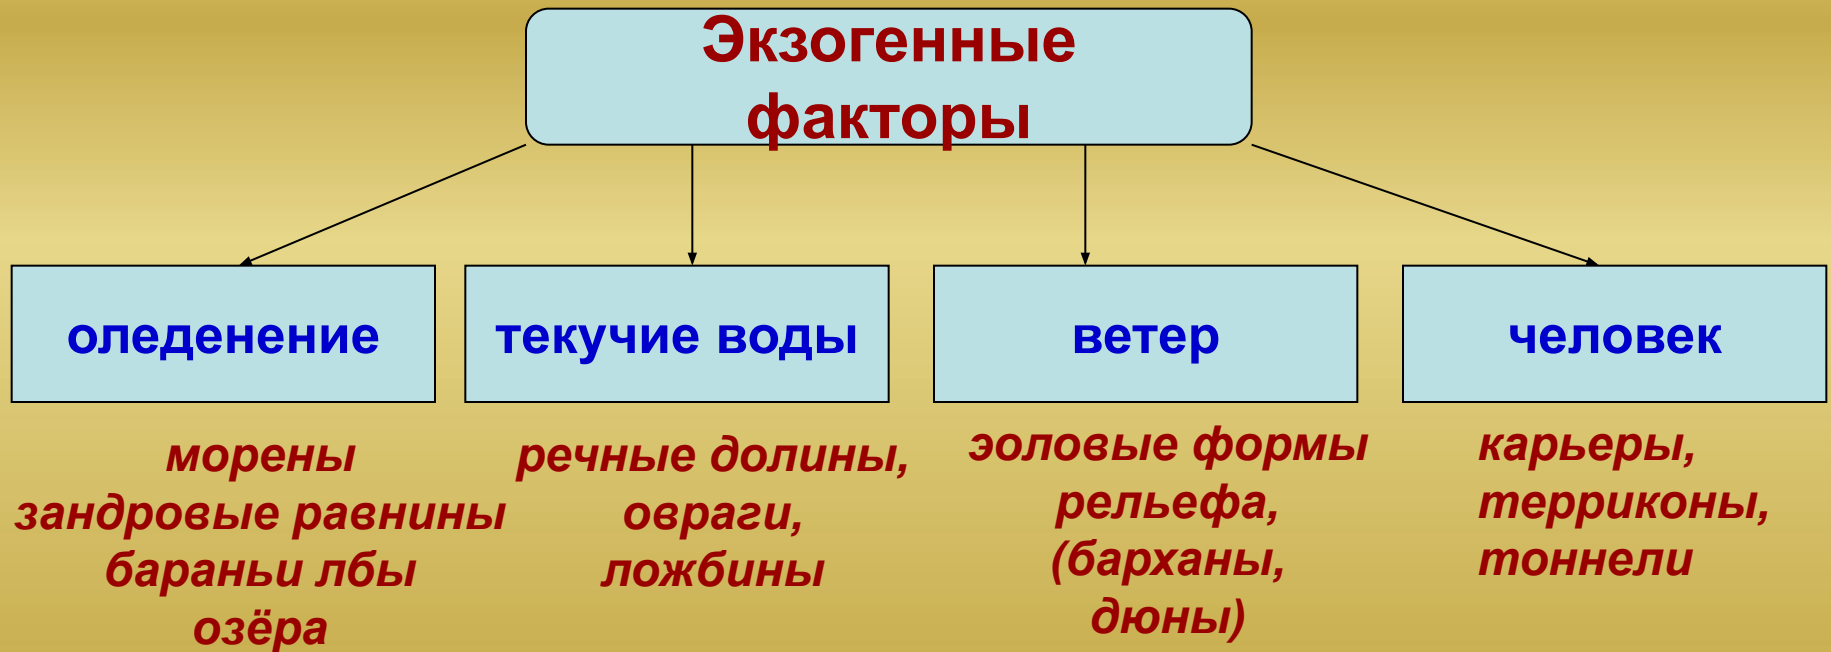 Экзогенные
факторы
оледенение
текучие воды
ветер
человек
морены
зандровые равнины
бараньи лбы
озёра
речные долины,
овраги,
ложбины
эоловые формы
рельефа,
(барханы,
дюны)
карьеры,
терриконы,
тоннели